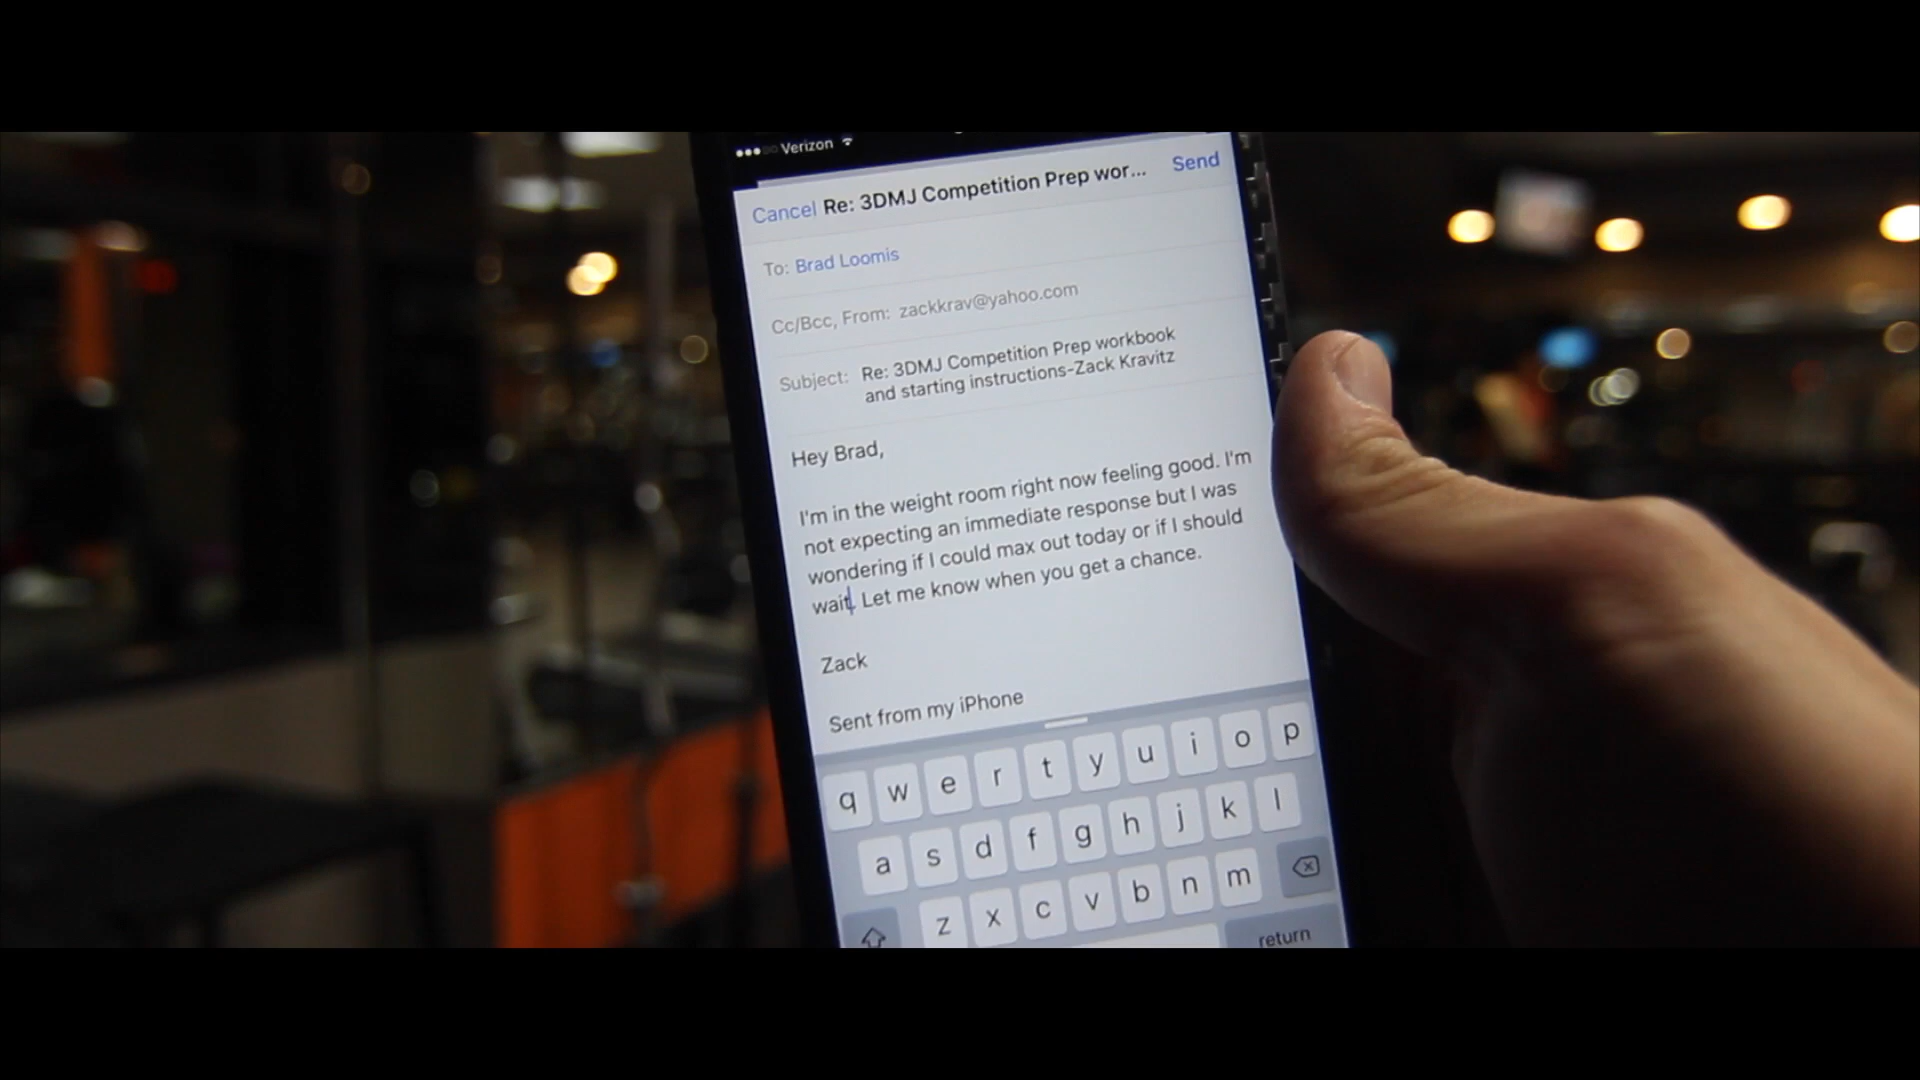 Verizon
Cancel Re: 3DMJ Competition Prep wor... Send
To: Brad Loomis
Cc/Bcc, From: zackkrav@yahoo.com
Subject: Re: 3DMJ Competition Prep workbook
and starting instructions-Zack Kravitz
Hey Brad,
I'm in the weight room right now feeling good. I'm
not expecting an immediate response but I was
wondering if I could max out today or if I should
wait. Let me know when you get a chance.
Zack
Sent from my iPhone
q w e r t y u i o p
a s d f g h j k l
z x c v b n m
return